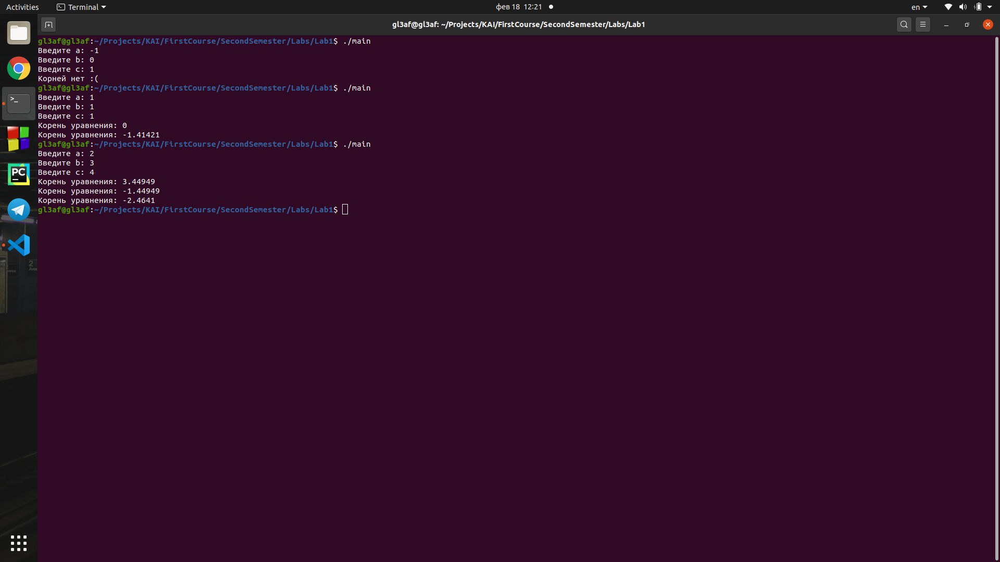 Activities
Terminal
фев 18 12:21
en
gl3af@gl3af: ~/Projects/KAI/FirstCourse/SecondSemester/Labs/Lab1
gl3af@gl3af:~/Projects/KAI/FirstCourse/SecondSemester/Labs/Lab1$ ./main
Введите a: -1
Введите b: 0
Введите c: 1
Корней нет :(
gl3af@gl3af:~/Projects/KAI/FirstCourse/SecondSemester/Labs/Lab1$ ./main
Введите a: 1
Введите b: 1
Введите c: 1
Корень уравнения: 0
Корень уравнения: -1.41421
gl3af@gl3af:~/Projects/KAI/FirstCourse/SecondSemester/Labs/Lab1$ ./main
Введите a: 2
Введите b: 3
Введите c: 4
Корень уравнения: 3.44949
Корень уравнения: -1.44949
Корень уравнения: -2.4641
gl3af@gl3af:~/Projects/KAI/FirstCourse/SecondSemester/Labs/Lab1$
>_
PC
2